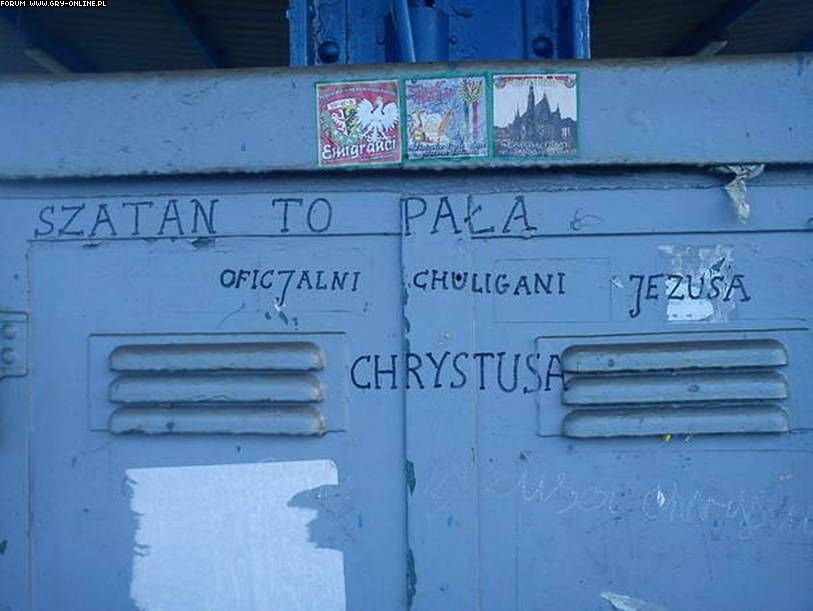 FORUM WWW.GRY-ONLINE.PL
Emigranci
SZATAN TO PAŁA
OFICJALNI CHULIGANI JEZUSA
CHRYSTUSA